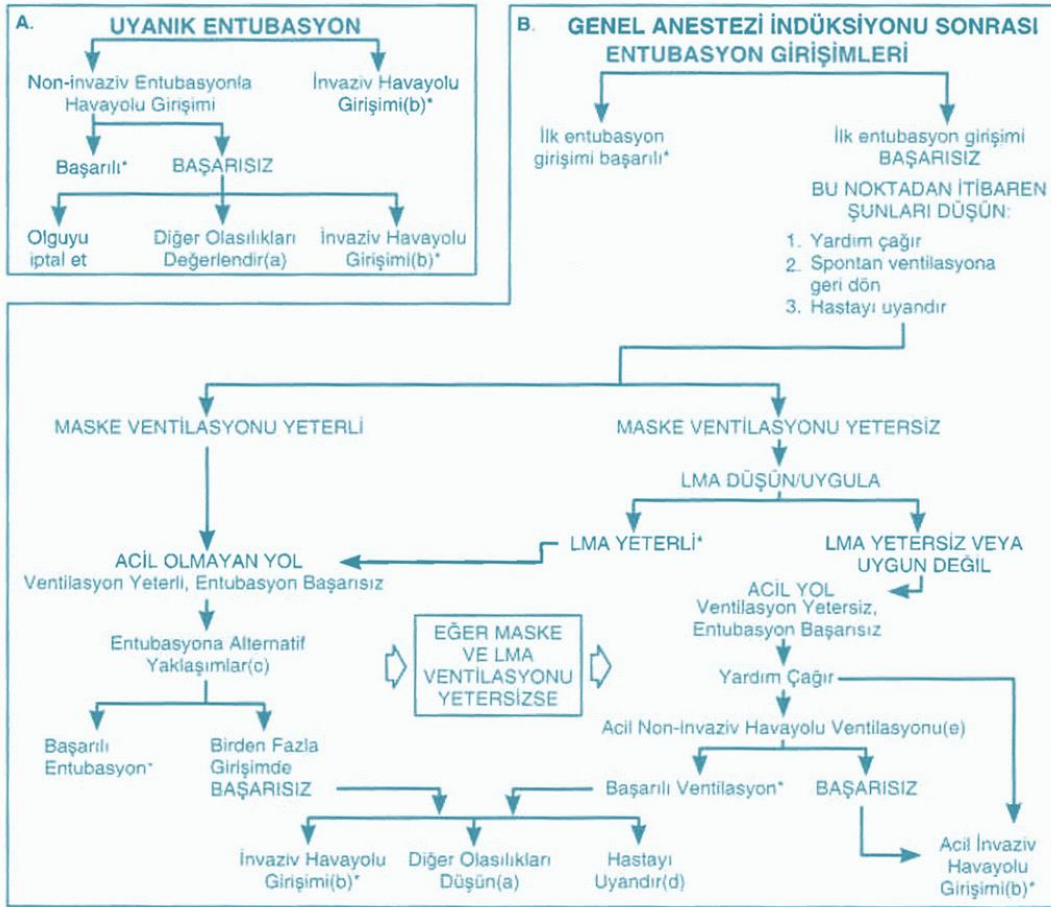 A. UYANIK ENTUBASYON
Non-invaziv Entubasyonla
Havayolu Girişimi
İnvaziv Havayolu
Girişimi(b)*
Başarılı*
BAŞARISIZ
Olguyu
iptal et
Diğer Olasılıkları
Değerlendir(a)
İnvaziv Havayolu
Girişimi(b)*
B. GENEL ANESTEZİ İNDÜKSİYONU SONRASI
ENTUBASYON GİRİŞİMLERİ
İlk entubasyon
girişimi başarılı*
İlk entubasyon girişimi
BAŞARISIZ
BU NOKTADAN İTİBAREN
ŞUNLARI DÜŞÜN:
1. Yardım çağır
2. Spontan ventilasyona
geri dön
3. Hastayı uyandır
MASKE VENTİLASYONU YETERLİ
MASKE VENTİLASYONU YETERSİZ
LMA DÜŞÜN/UYGULA
LMA YETERLİ*
LMA YETERSİZ VEYA
UYGUN DEĞİL
ACİL OLMAYAN YOL
Ventilasyon Yeterli, Entubasyon Başarısız
ACİL YOL
Ventilasyon Yetersiz,
Entubasyon Başarısız
Entubasyona Alternatif
Yaklaşımlar(c)
EĞER MASKE
VE LMA
VENTİLASYONU
YETERSİZSE
Yardım Çağır
Acil Non-invaziv Havayolu Ventilasyonu(e)
Başarılı
Entubasyon*
Birden Fazla
Girişimde
BAŞARISIZ
Başarılı Ventilasyon*
BAŞARISIZ
İnvaziv Havayolu
Girişimi(b)*
Diğer Olasılıkları
Düşün(a)
Hastayı
Uyandır(d)
Acil İnvaziv
Havayolu
Girişimi(b)*